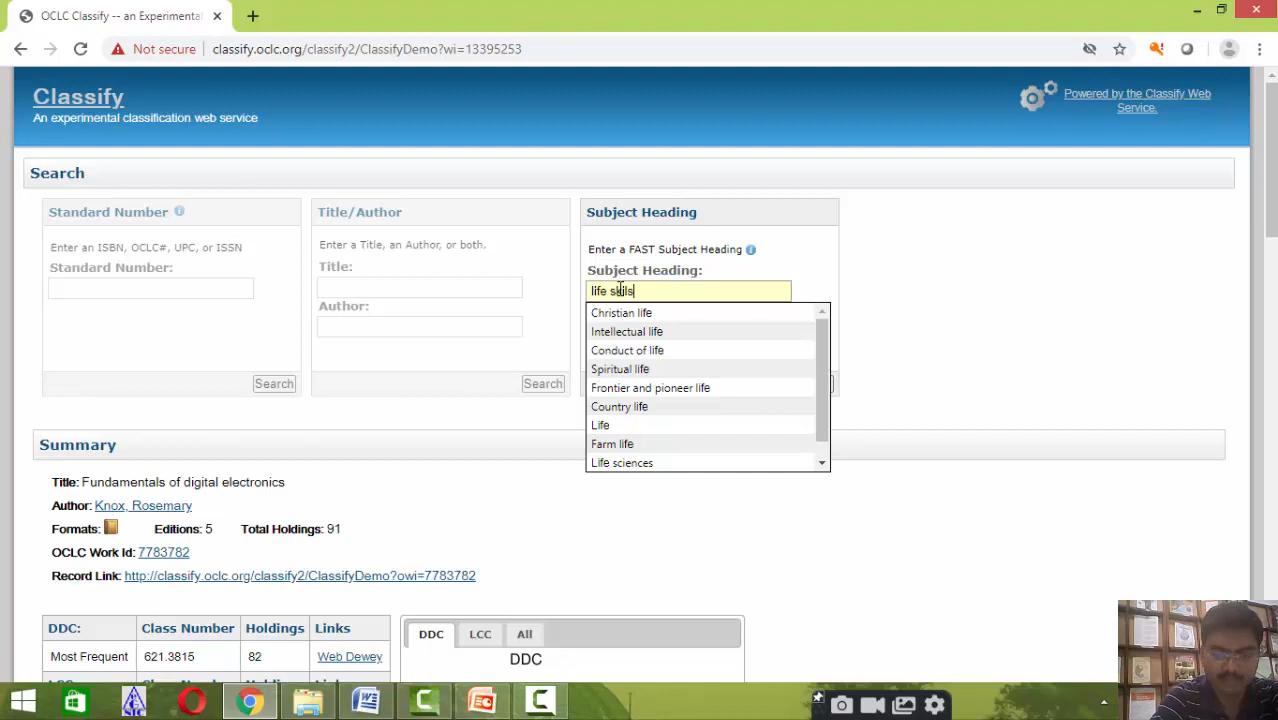 OCLC Classify -- an Experimental
Not secure
classify.oclc.org/classify2/ClassifyDemo?wi=13395253
Classify
An experimental classification web service
Powered by the Classify Web
Service.
Search
Standard Number
Enter an ISBN, OCLC#, UPC, or ISSN
Standard Number:
Search
Title/Author
Enter a Title, an Author, or both.
Title:
Author:
Search
Subject Heading
Enter a FAST Subject Heading
Subject Heading:
life skils
Christian life
Intellectual life
Conduct of life
Spiritual life
Frontier and pioneer life
Country life
Life
Farm life
Life sciences
Summary
Title: Fundamentals of digital electronics
Author: Knox, Rosemary
Formats: Editions: 5 Total Holdings: 91
OCLC Work Id: 7783782
Record Link: http://classify.oclc.org/classify2/ClassifyDemo?owi=7783782
DDC: Class Number Holdings Links
Most Frequent 621.3815 82 Web Dewey
DDC LCC All
DDC